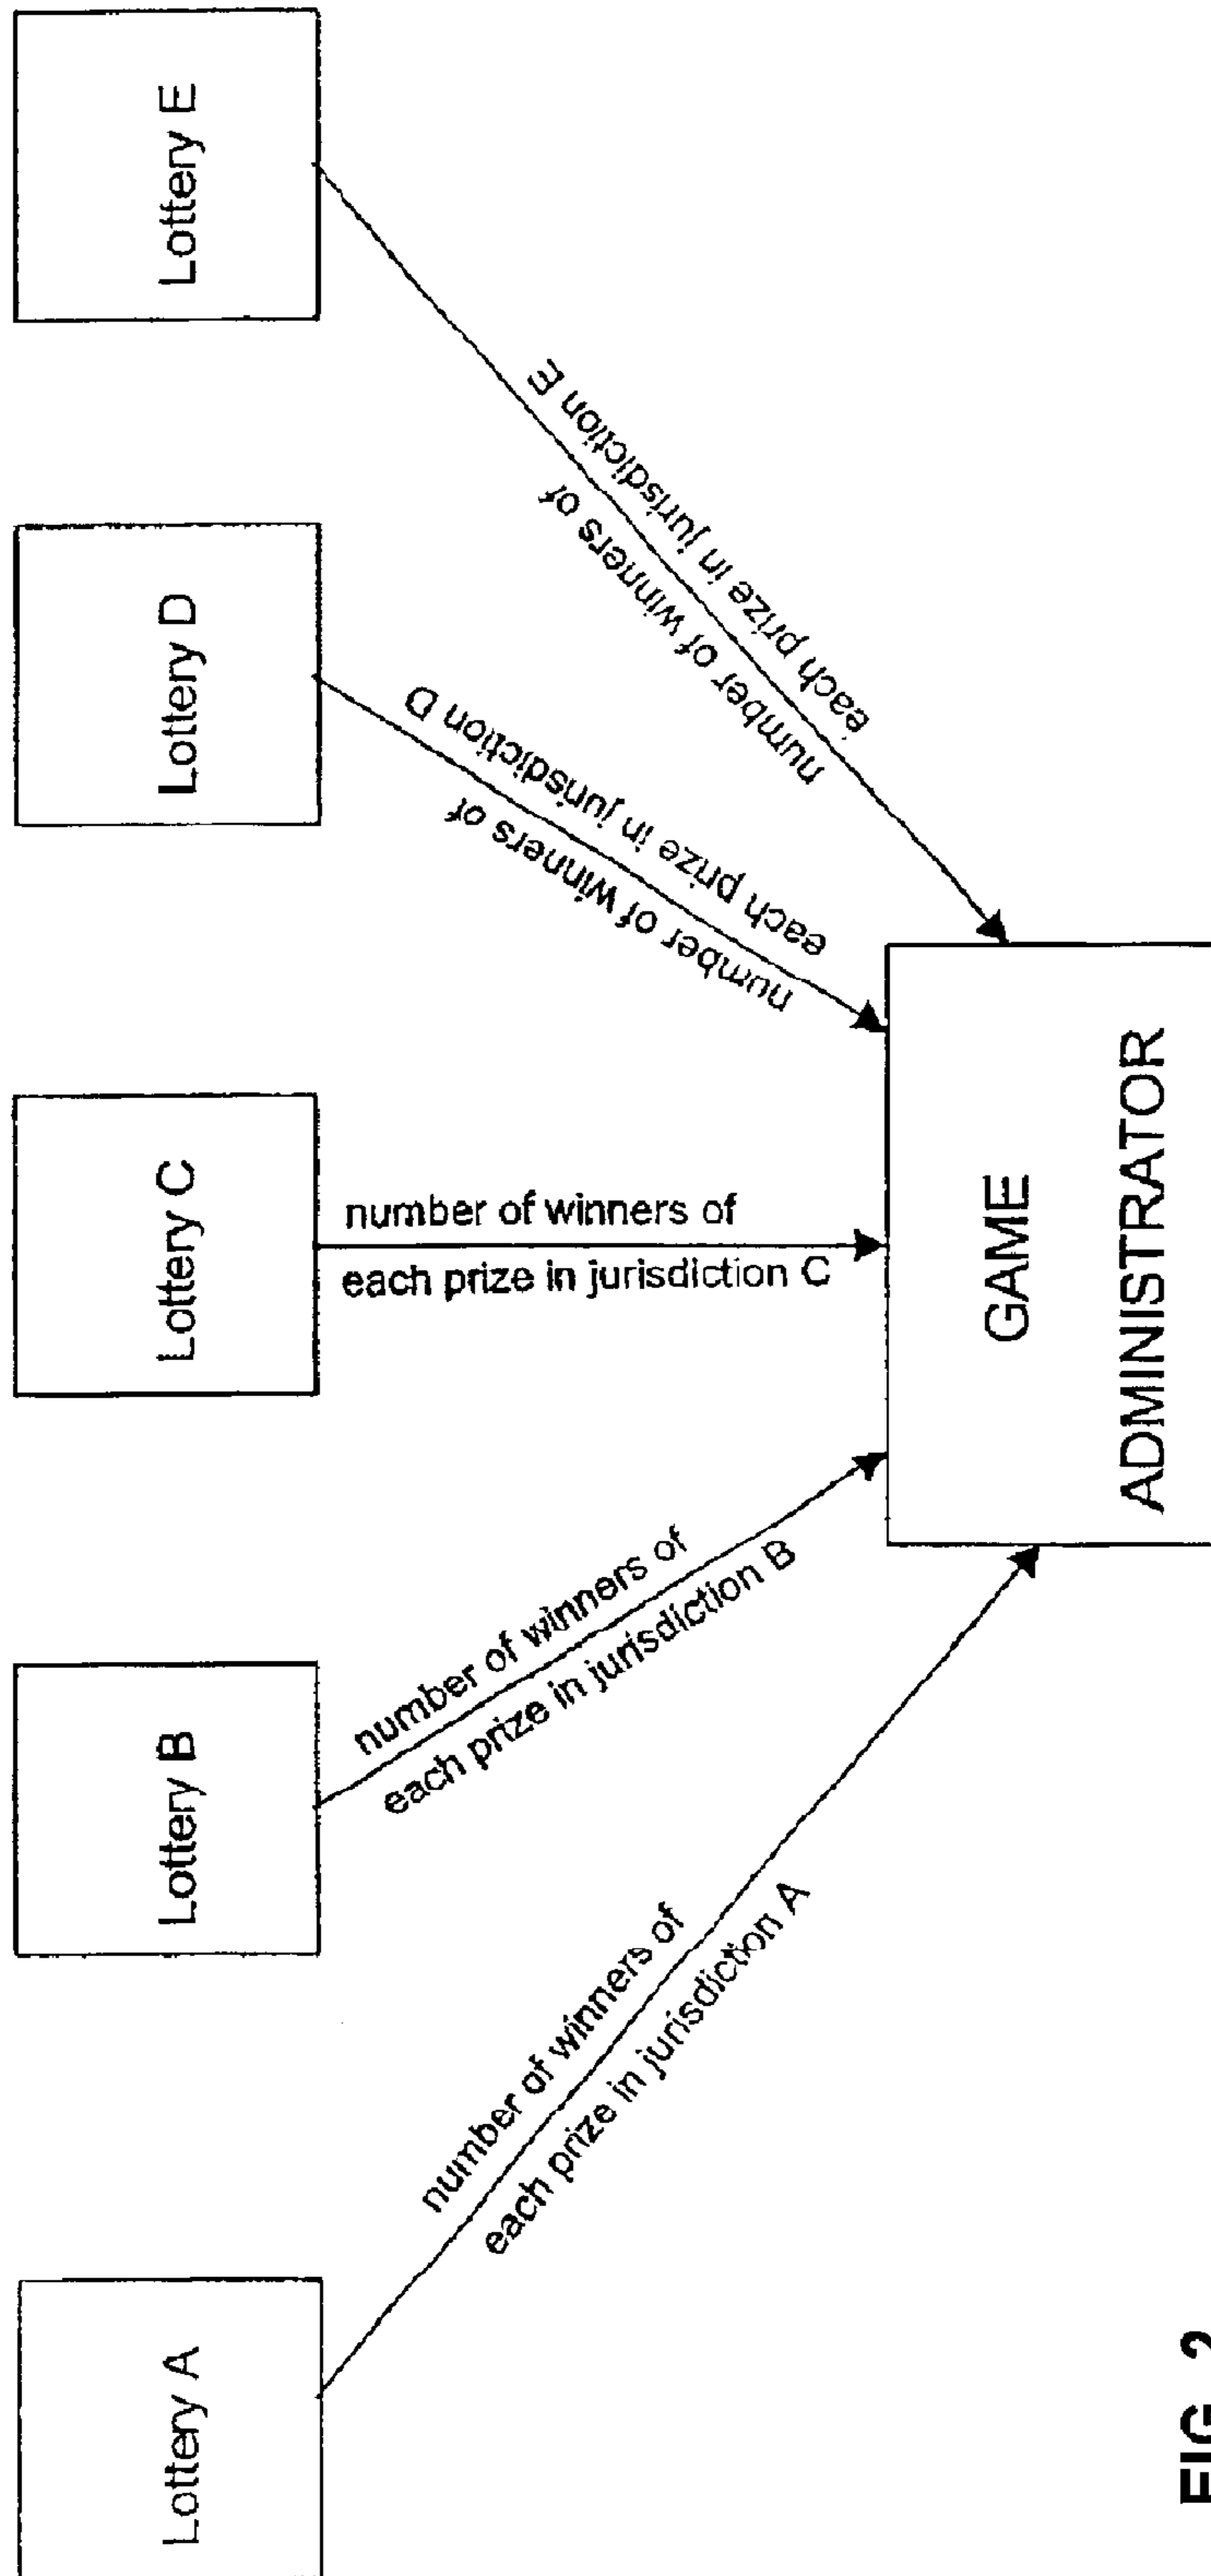 Lottery A
Lottery B
Lottery C
Lottery D
Lottery E
number of winners of
each prize in jurisdiction A
number of winners of
each prize in jurisdiction B
number of winners of
each prize in jurisdiction C
number of winners of
each prize in jurisdiction D
number of winners of
each prize in jurisdiction E
GAME
ADMINISTRATOR
FIG. 2